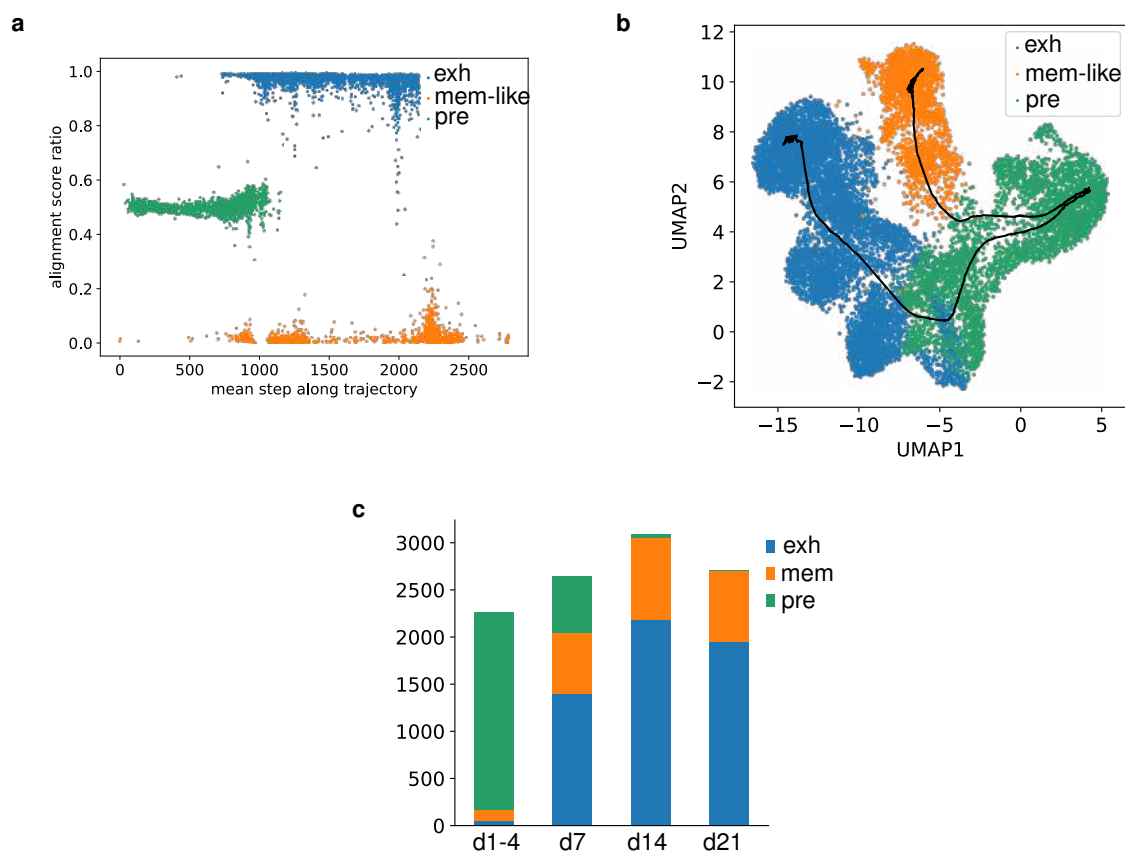 a
1.0
0.8
0.6
0.4
0.2
0.0
alignment score ratio
0
500
1000
1500
2000
2500
mean step along trajectory
exh
mem-like
pre
b
12
10
8
6
4
2
0
−2
UMAP2
−15
−10
−5
0
5
UMAP1
exh
mem-like
pre
c
3000
2500
2000
1500
1000
500
0
d1-4
d7
d14
d21
exh
mem
pre